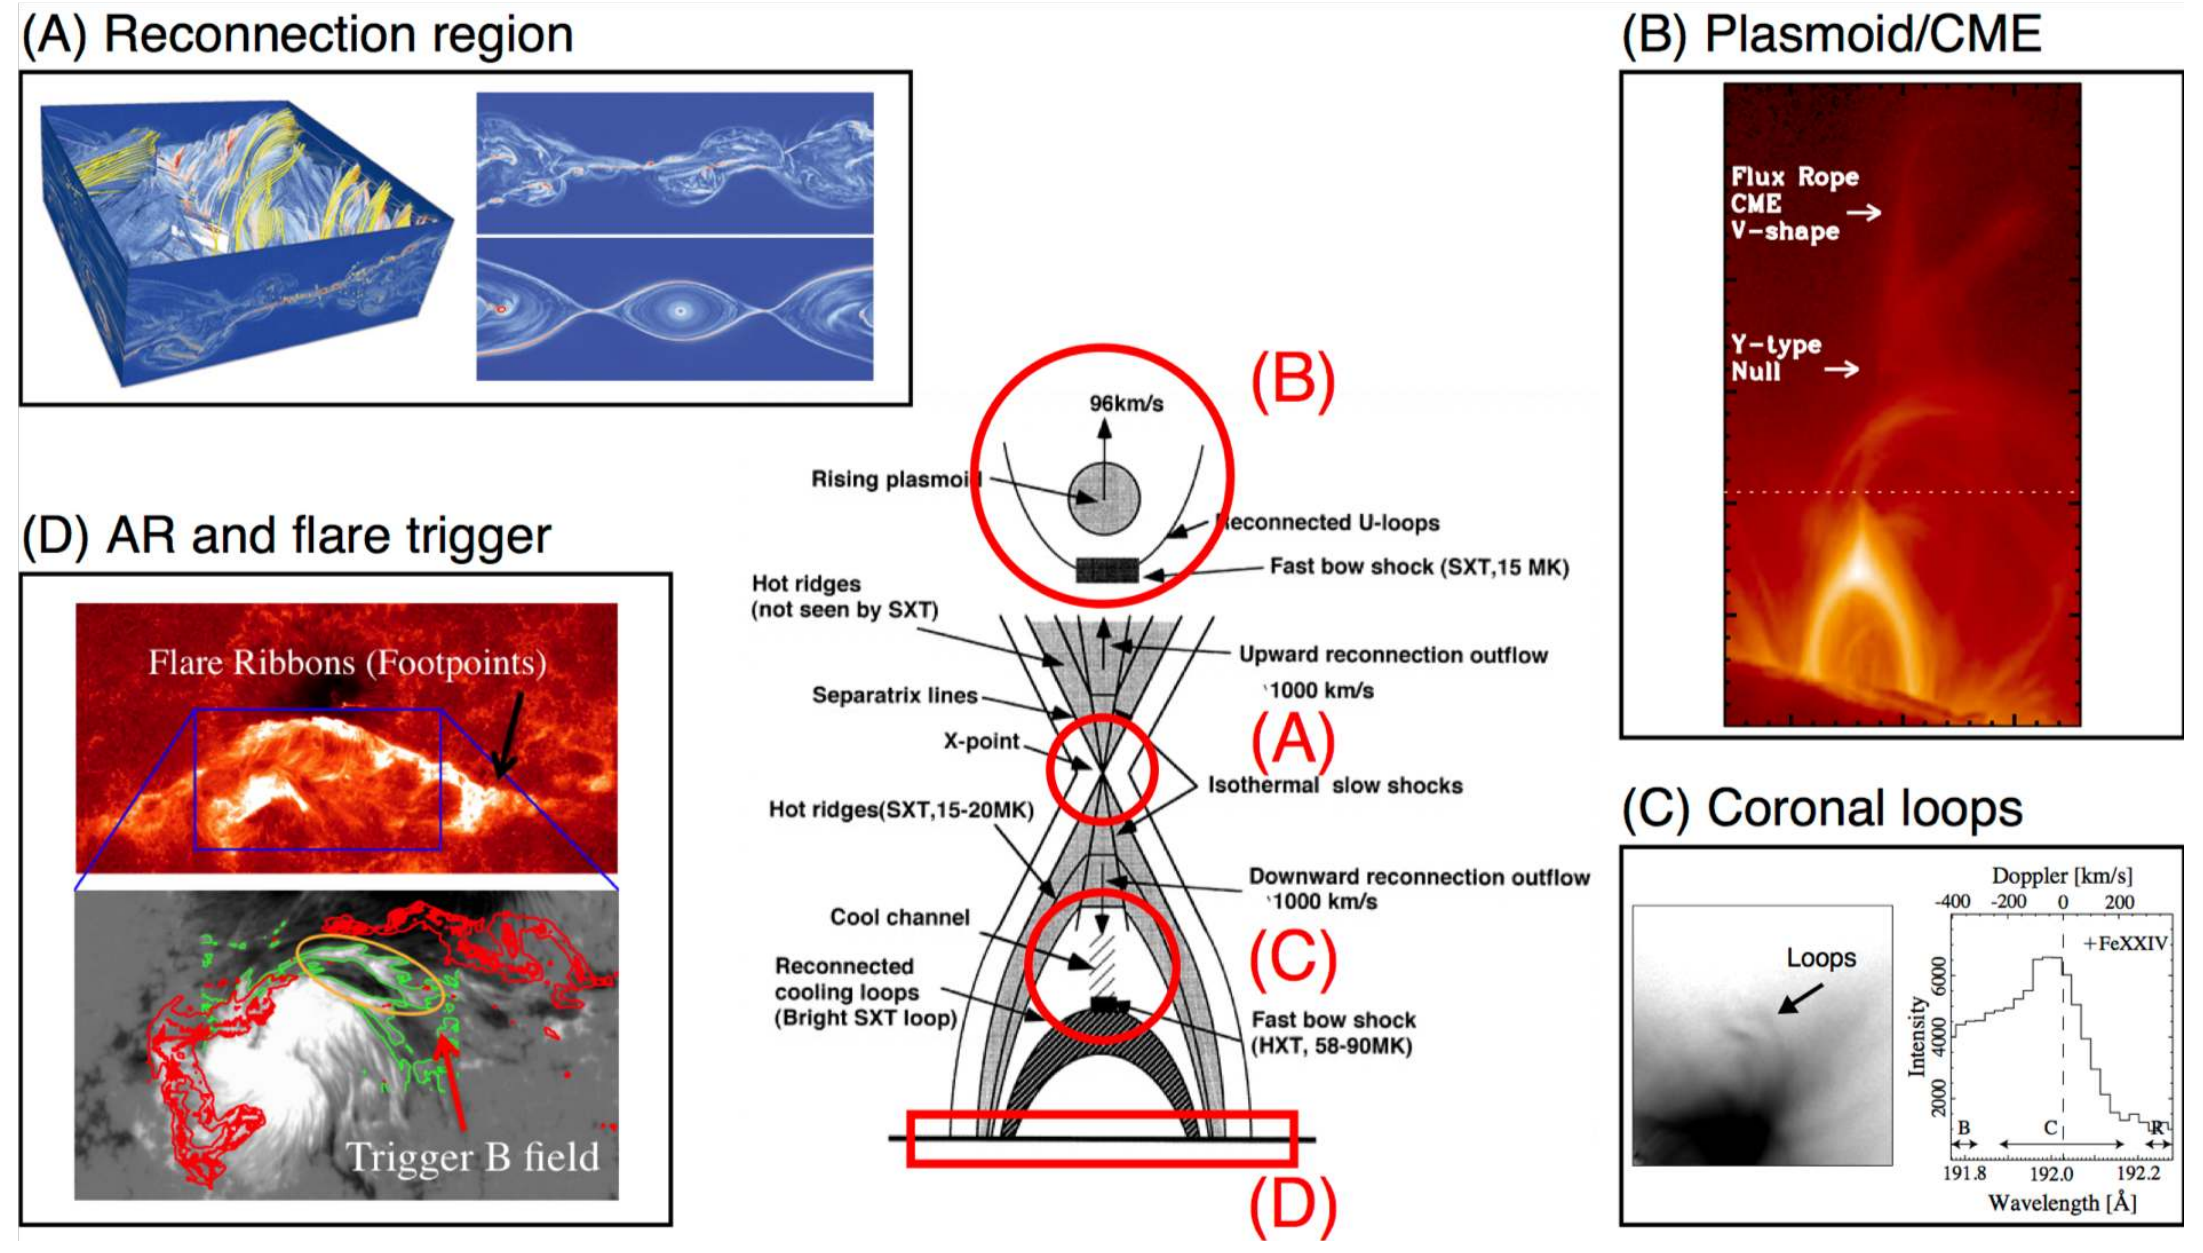 (A) Reconnection region
(B) Plasmoid/CME
Flux Rope
CME
V-shape
Y-type
Null
(B)
96km/s
Rising plasmoid
Reconnected U-loops
Fast bow shock (SXT,15 MK)
Hot ridges
(not seen by SXT)
Upward reconnection outflow
1000 km/s
Separatrix lines
(A)
X-point
Isothermal slow shocks
Hot ridges(SXT,15-20MK)
Downward reconnection outflow
1000 km/s
Cool channel
(C)
Reconnected
cooling loops
(Bright SXT loop)
Fast bow shock
(HXT, 58-90MK)
(D)
(D) AR and flare trigger
Flare Ribbons (Footpoints)
Trigger B field
(C) Coronal loops
Loops
Doppler [km/s]
-400 -200 0 200
+FeXXIV
Intensity
6000
4000
2000
B C R
191.8 192.0 192.2
Wavelength [Å]